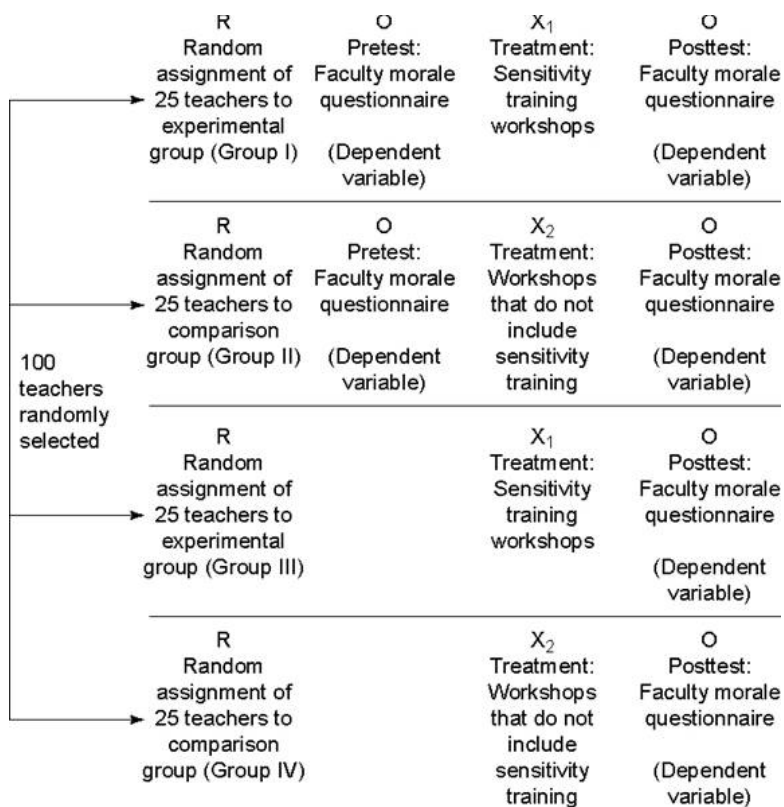 R O X₁ O
Random Pretest: Treatment: Posttest:
assignment of Faculty morale Sensitivity Faculty morale
25 teachers to questionnaire training questionnaire
experimental workshops
group (Group I) (Dependent (Dependent
variable) variable)
R O X₂ O
Random Pretest: Treatment: Posttest:
assignment of Faculty morale Workshops Faculty morale
25 teachers to questionnaire that do not questionnaire
comparison include
group (Group II) (Dependent sensitivity (Dependent
variable) training variable)
100
teachers
randomly
selected
R X₁ O
Random Treatment: Posttest:
assignment of Sensitivity Faculty morale
25 teachers to training questionnaire
experimental workshops
group (Group III) (Dependent
variable)
R X₂ O
Random Treatment: Posttest:
assignment of Workshops Faculty morale
25 teachers to that do not questionnaire
comparison include
group (Group IV) sensitivity (Dependent
training variable)